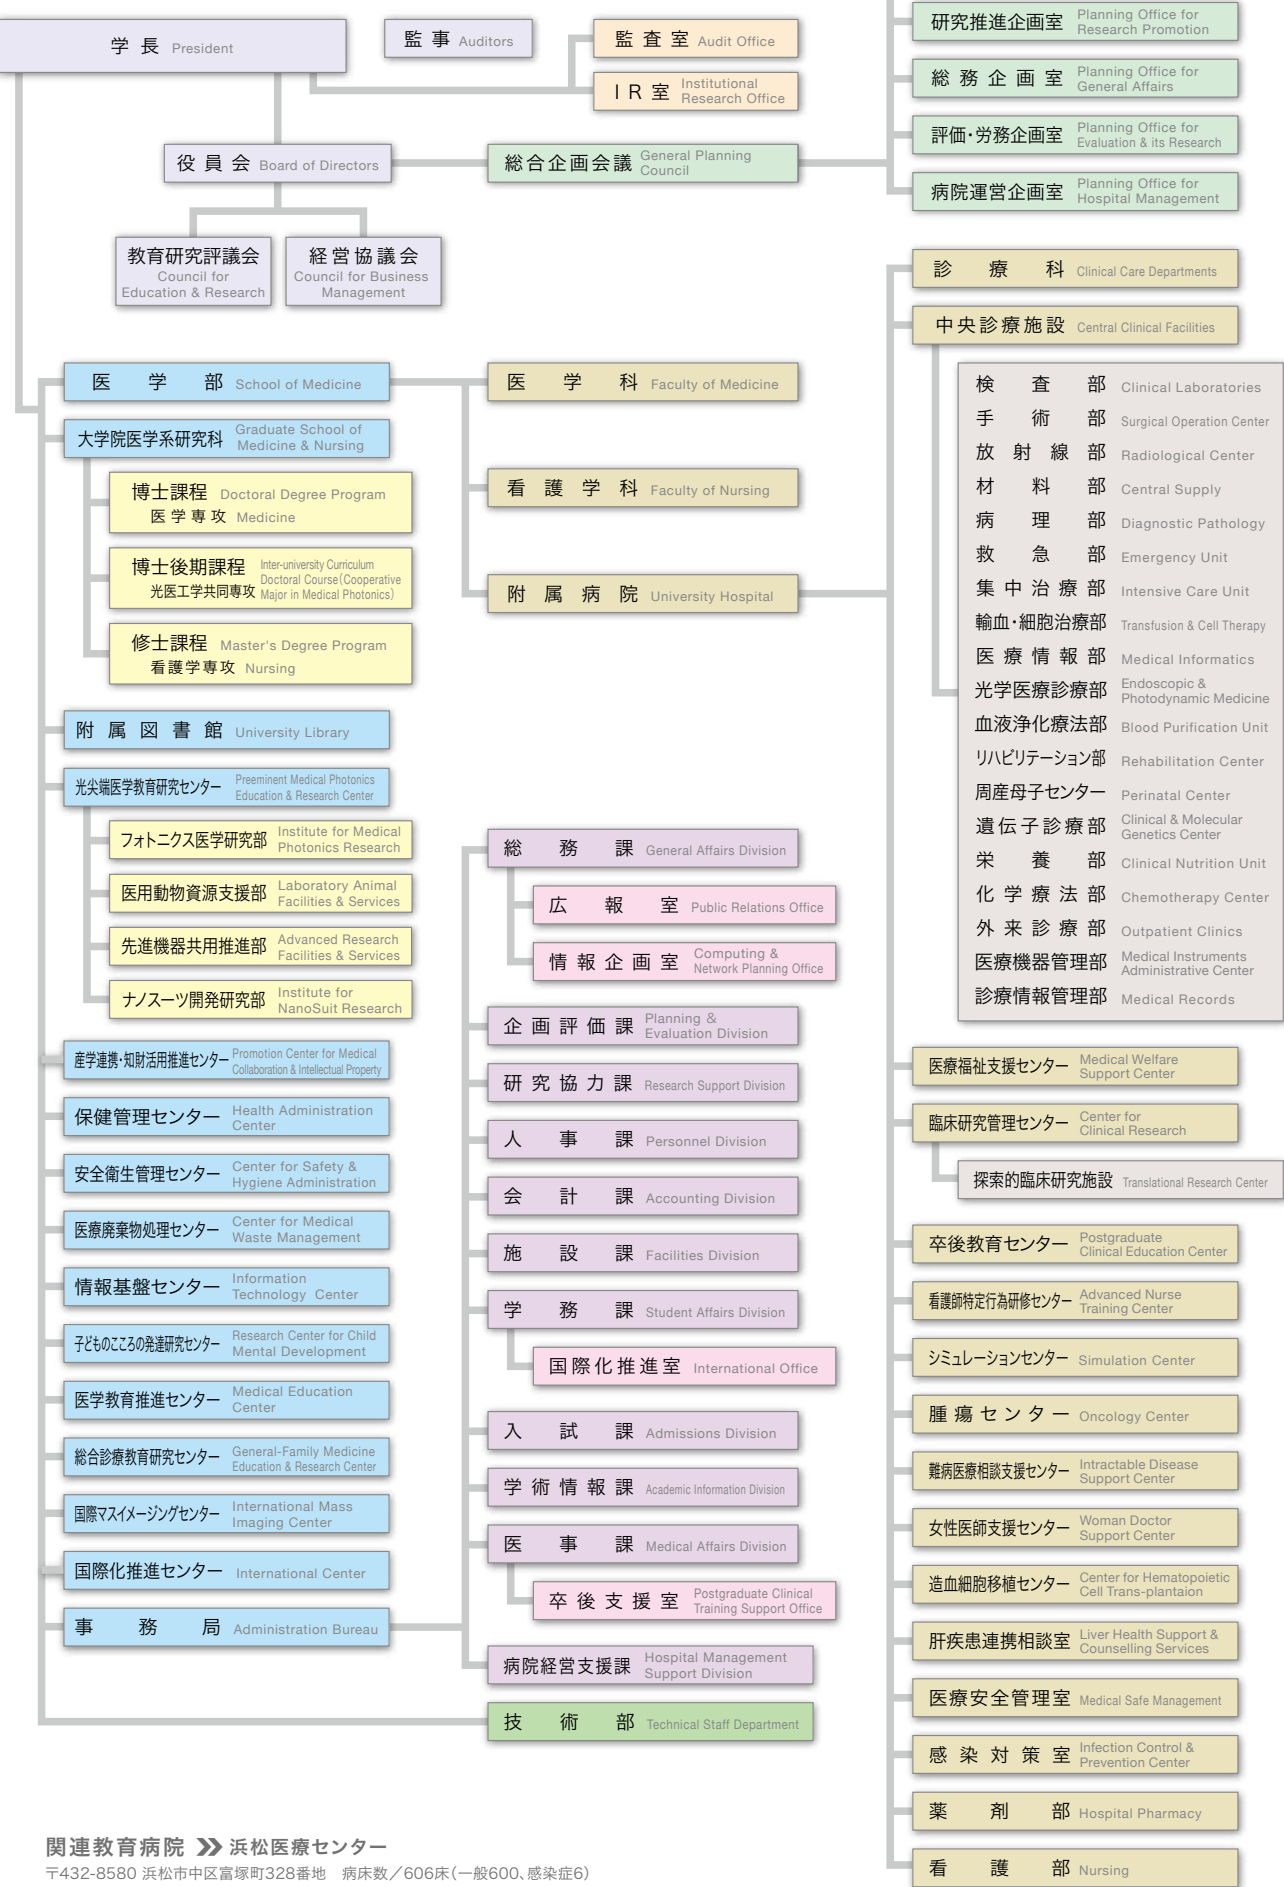 学長 President
監事 Auditors
監査室 Audit Office
IR室 Institutional
Research Office
役員会 Board of Directors
総合企画会議 General Planning
Council
研究推進企画室 Planning Office for
Research Promotion
総務企画室 Planning Office for
General Affairs
評価・労務企画室 Planning Office for
Evaluation & its Research
病院運営企画室 Planning Office for
Hospital Management
教育研究評議会
Council for
Education & Research
経営協議会
Council for Business
Management
医学部 School of Medicine
大学院医学系研究科 Graduate School of
Medicine & Nursing
博士課程 Doctoral Degree Program
医学専攻 Medicine
博士後期課程 Inter-university Curriculum
Doctoral Course(Cooperative
光医工学共同専攻 Major in Medical Photonics)
修士課程 Master's Degree Program
看護学専攻 Nursing
附属図書館 University Library
光尖端医学教育研究センター Preeminent Medical Photonics
Education & Research Center
フォトニクス医学研究部 Institute for Medical
Photonics Research
医用動物資源支援部 Laboratory Animal
Facilities & Services
先進機器共用推進部 Advanced Research
Facilities & Services
ナノスーツ開発研究部 Institute for
NanoSuit Research
産学連携・知財活用推進センター Promotion Center for Medical
Collaboration & Intellectual Property
保健管理センター Health Administration
Center
安全衛生管理センター Center for Safety &
Hygiene Administration
医療廃棄物処理センター Center for Medical
Waste Management
情報基盤センター Information
Technology Center
子どものこころの発達研究センター Research Center for Child
Mental Development
医学教育推進センター Medical Education
Center
総合診療教育研究センター General-Family Medicine
Education & Research Center
国際マスイメージングセンター International Mass
Imaging Center
国際化推進センター International Center
事務局 Administration Bureau
医学科 Faculty of Medicine
看護学科 Faculty of Nursing
附属病院 University Hospital
総務課 General Affairs Division
広報室 Public Relations Office
情報企画室 Computing &
Network Planning Office
企画評価課 Planning &
Evaluation Division
研究協力課 Research Support Division
人事課 Personnel Division
会計課 Accounting Division
施設課 Facilities Division
学務課 Student Affairs Division
国際化推進室 International Office
入試課 Admissions Division
学術情報課 Academic Information Division
医事課 Medical Affairs Division
卒後支援室 Postgraduate Clinical
Training Support Office
病院経営支援課 Hospital Management
Support Division
技術部 Technical Staff Department
診療科 Clinical Care Departments
中央診療施設 Central Clinical Facilities
検査部 Clinical Laboratories
手術部 Surgical Operation Center
放射線部 Radiological Center
材料部 Central Supply
病理部 Diagnostic Pathology
救急部 Emergency Unit
集中治療部 Intensive Care Unit
輸血・細胞治療部 Transfusion & Cell Therapy
医療情報部 Medical Informatics
光学医療診療部 Endoscopic &
Photodynamic Medicine
血液浄化療法部 Blood Purification Unit
リハビリテーション部 Rehabilitation Center
周産母子センター Perinatal Center
遺伝子診療部 Clinical & Molecular
Genetics Center
栄養部 Clinical Nutrition Unit
化学療法部 Chemotherapy Center
外来診療部 Outpatient Clinics
医療機器管理部 Medical Instruments
Administrative Center
診療情報管理部 Medical Records
医療福祉支援センター Medical Welfare
Support Center
臨床研究管理センター Center for
Clinical Research
探索的臨床研究施設 Translational Research Center
卒後教育センター Postgraduate
Clinical Education Center
看護師特定行為研修センター Advanced Nurse
Training Center
シミュレーションセンター Simulation Center
腫瘍センター Oncology Center
難病医療相談支援センター Intractable Disease
Support Center
女性医師支援センター Woman Doctor
Support Center
造血細胞移植センター Center for Hematopoietic
Cell Trans-plantaion
肝疾患連携相談室 Liver Health Support &
Counselling Services
医療安全管理室 Medical Safe Management
感染対策室 Infection Control &
Prevention Center
薬剤部 Hospital Pharmacy
看護部 Nursing
関連教育病院 浜松医療センター
〒432-8580 浜松市中区富塚町328番地 病床数/606床(一般600、感染症6)